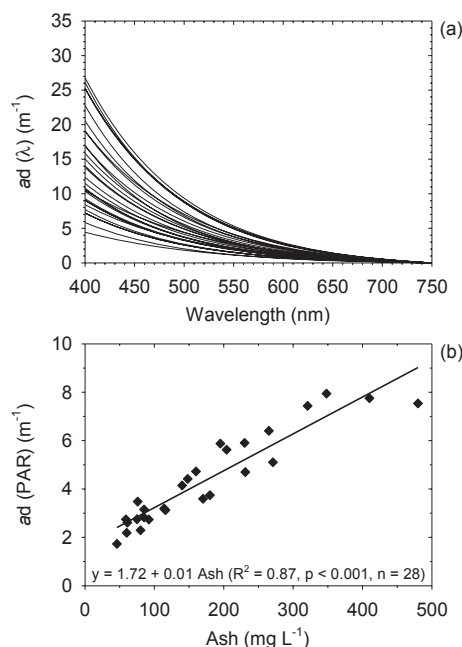 (a)
35
30
25
20
15
10
5
0
ad (λ) (m⁻¹)
400 450 500 550 600 650 700 750
Wavelength (nm)
(b)
10
8
6
4
2
0
ad (PAR) (m⁻¹)
y = 1.72 + 0.01 Ash (R² = 0.87, p < 0.001, n = 28)
0 100 200 300 400 500
Ash (mg L⁻¹)